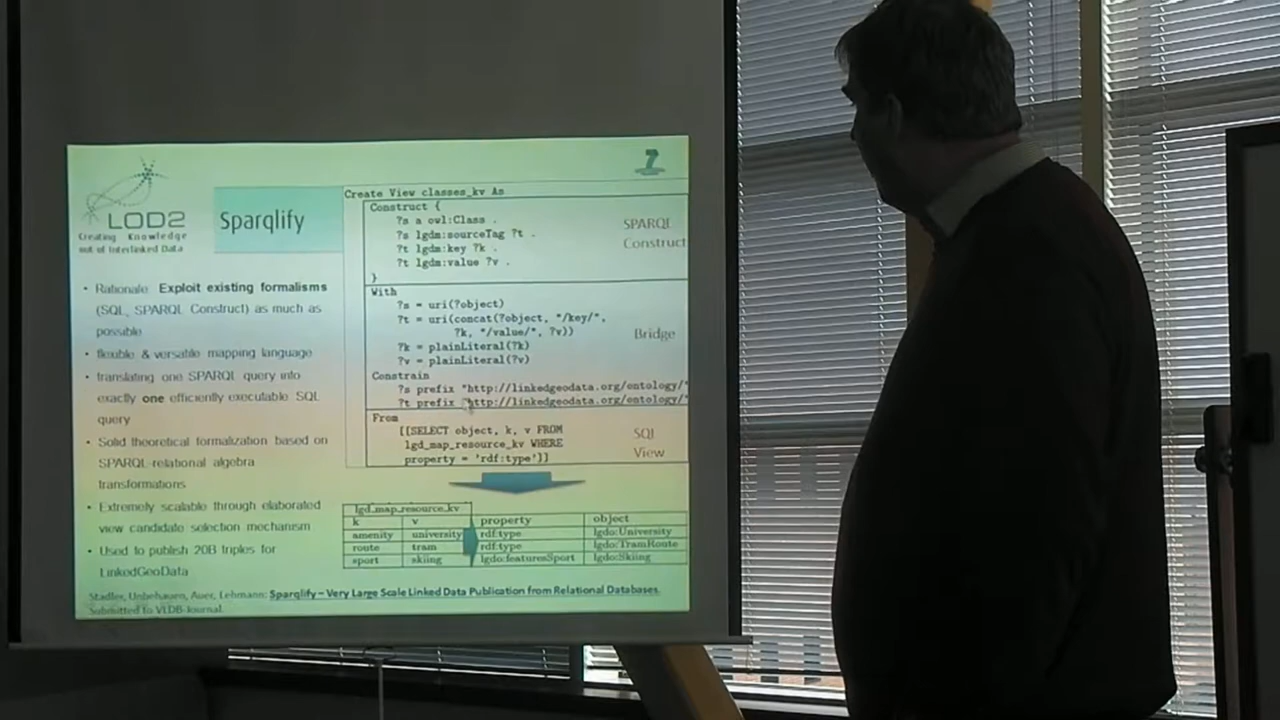 LOD2
Creating Knowledge
out of Interlinked Data
Sparqlify
• Rationale: Exploit existing formalisms
(SQL, SPARQL Construct) as much as
possible
• flexible & versatile mapping language
• translating one SPARQL query into
exactly one efficiently executable SQL
query
• Solid theoretical formalization based on
SPARQL-relational algebra
transformations
• Extremely scalable through elaborated
view candidate selection mechanism
• Used to publish 20B triples for
LinkedGeoData
Create View classes_kv As
Construct {
?s a owl:Class .
?s lgdm:sourceTag ?t .
?t lgdm:key ?k .
?t lgdm:value ?v .
}
SPARQL
Construct
With
?s = uri(?object)
?t = uri(concat(?object, "/key/",
?k, "/value/", ?v))
?k = plainLiteral(?k)
?v = plainLiteral(?v)
Bridge
Constrain
?s prefix "http://linkedgeodata.org/ontology/"
?t prefix "http://linkedgeodata.org/ontology/"
From
[[SELECT object, k, v FROM
lgd_map_resource_kv WHERE
property = 'rdf:type']]
SQL
View
lgd_map_resource_kv
k v property object
amenity university rdf:type lgdo:University
route tram rdf:type lgdo:TramRoute
sport skiing lgdo:featuresSport lgdo:Skiing
Stadler, Unbehauen, Auer, Lehmann: Sparqlify – Very Large Scale Linked Data Publication from Relational Databases.
Submitted to VLDB-Journal.